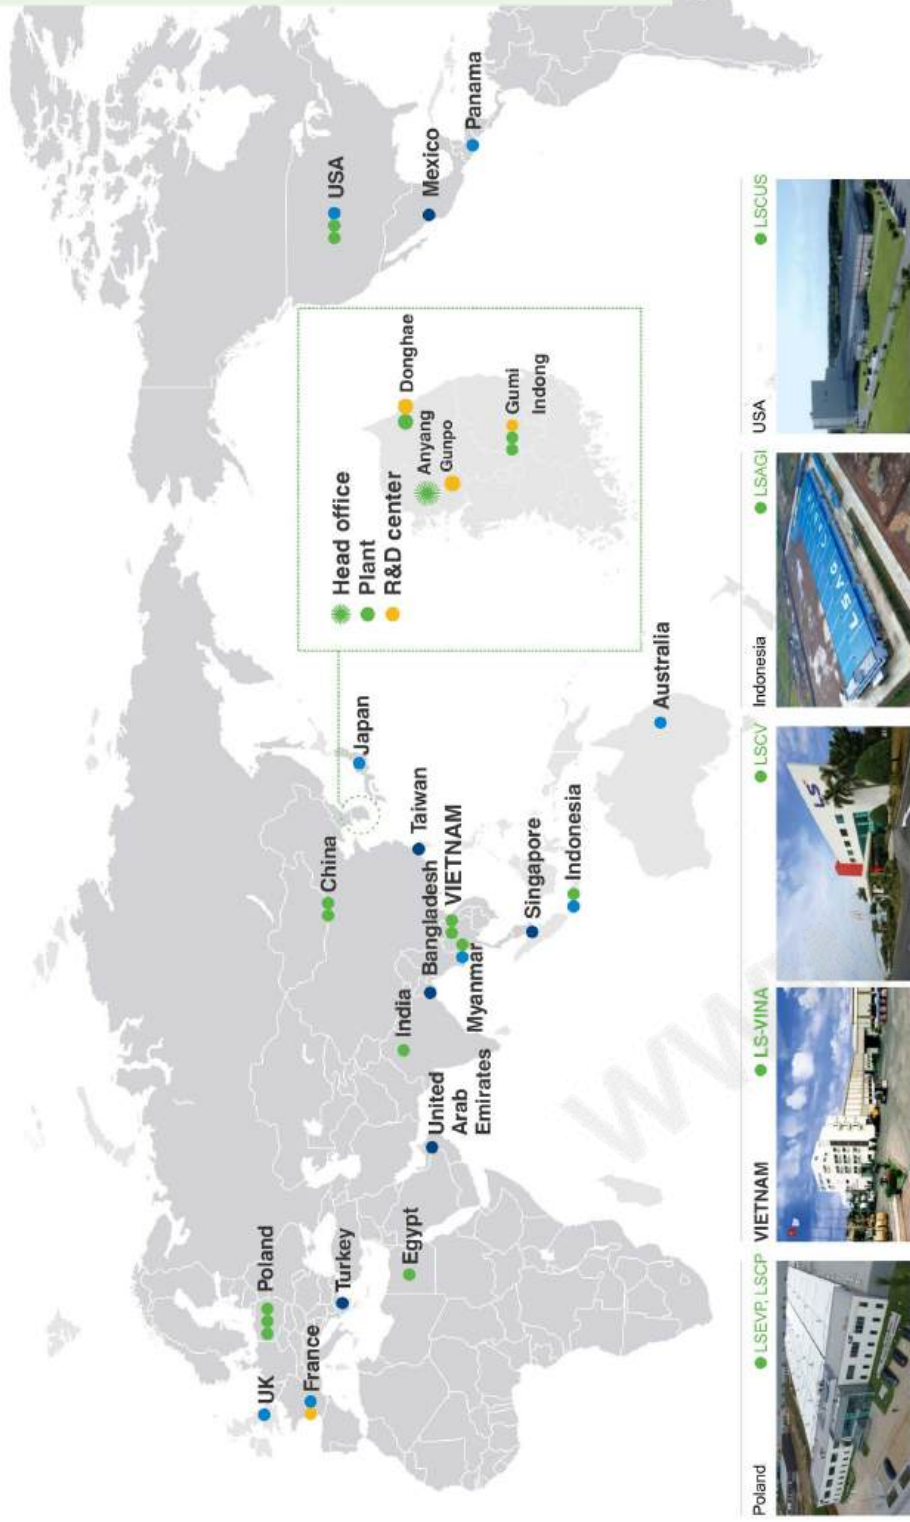 UK
France
Poland
Turkey
Egypt
United
Arab
Emirates
India
Bangladesh
Myanmar
VIETNAM
China
Taiwan
Japan
Singapore
Indonesia
Australia
Head office
Plant
R&D center
Anyang
Gunpo
Donghae
Gumi
Indong
USA
Mexico
Panama
Poland
LSEVP, LSCP
VIETNAM
LS-VINA
LSCV
LS
Indonesia
LSAGI
USA
LSCUS